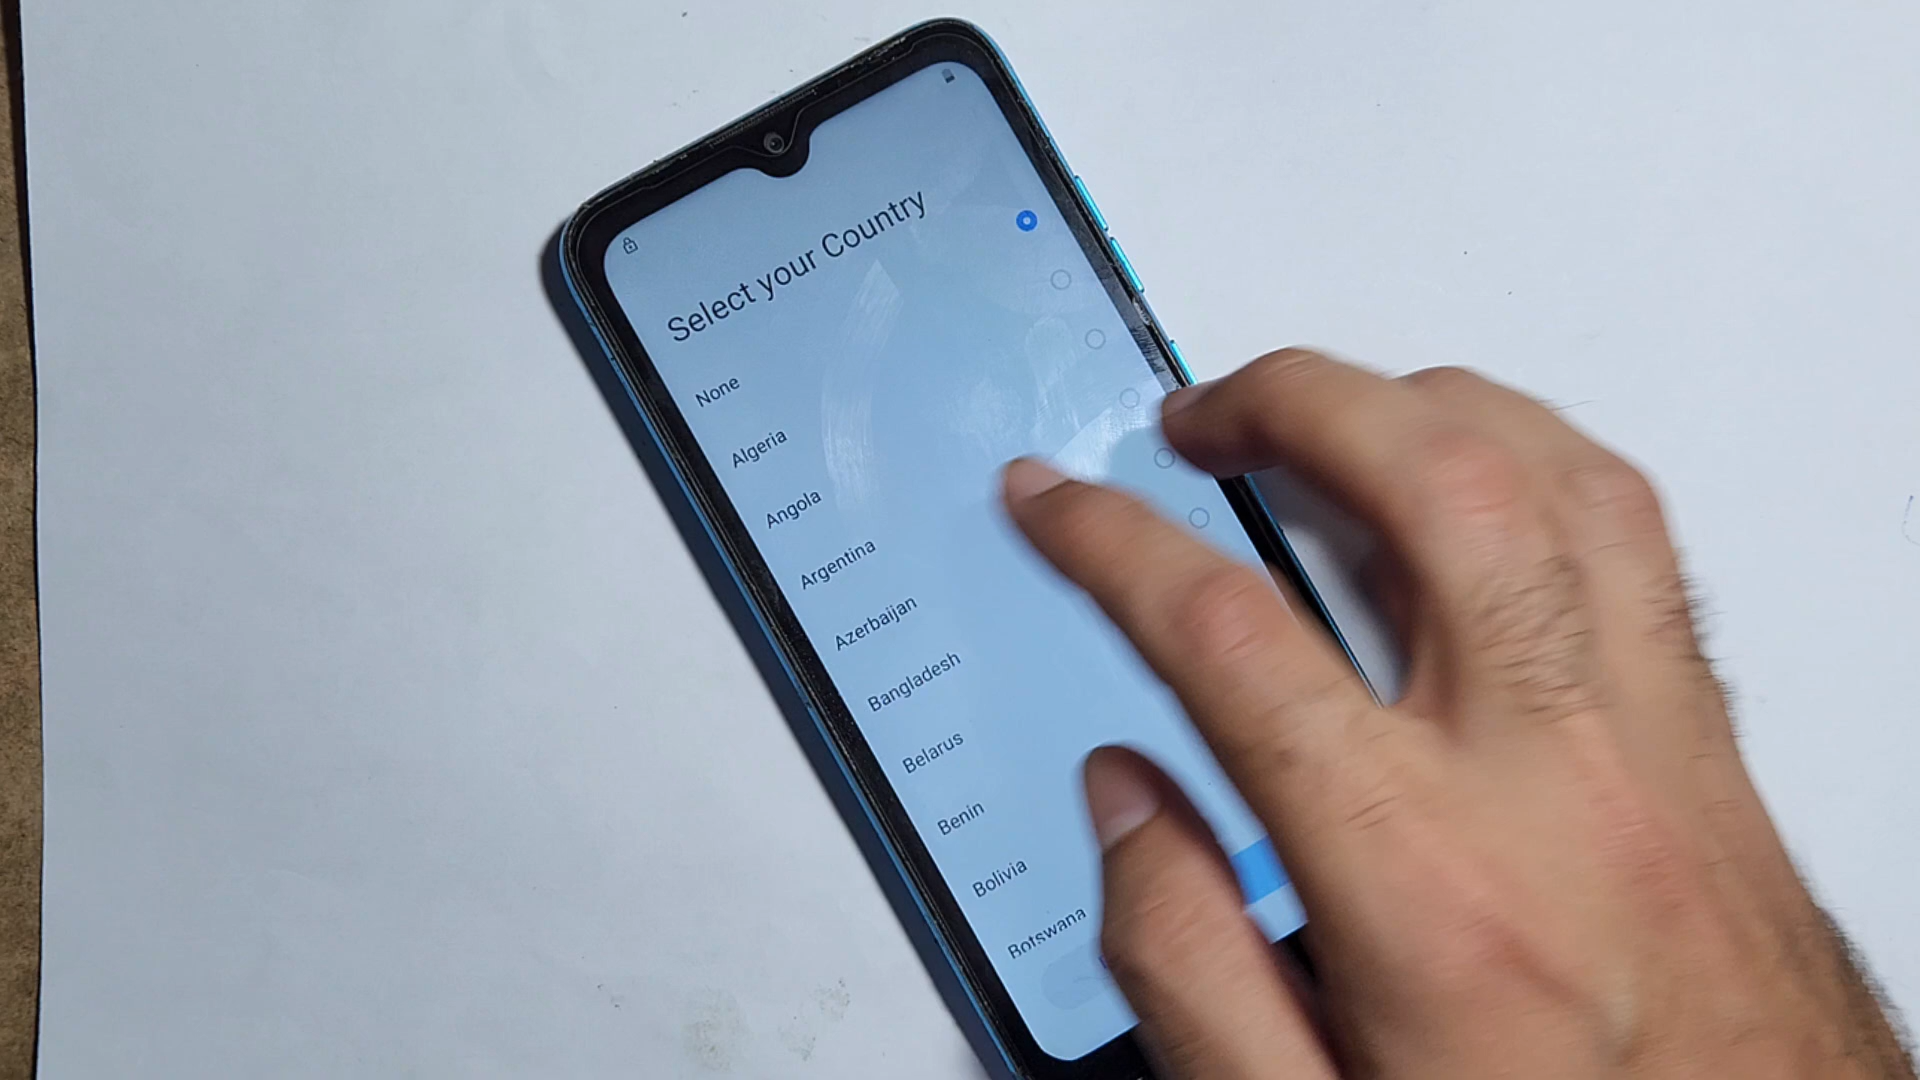 Select your Country
None
Algeria
Angola
Argentina
Azerbaijan
Bangladesh
Belarus
Benin
Bolivia
Botswana